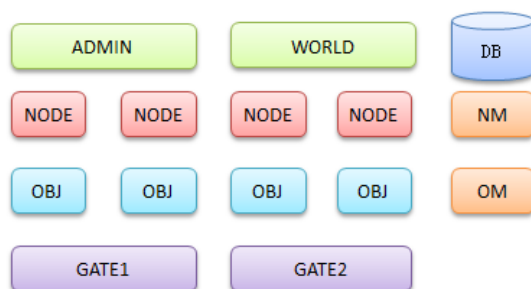 ADMIN WORLD DB
NODE NODE NODE NODE NM
OBJ OBJ OBJ OBJ OM
GATE1 GATE2